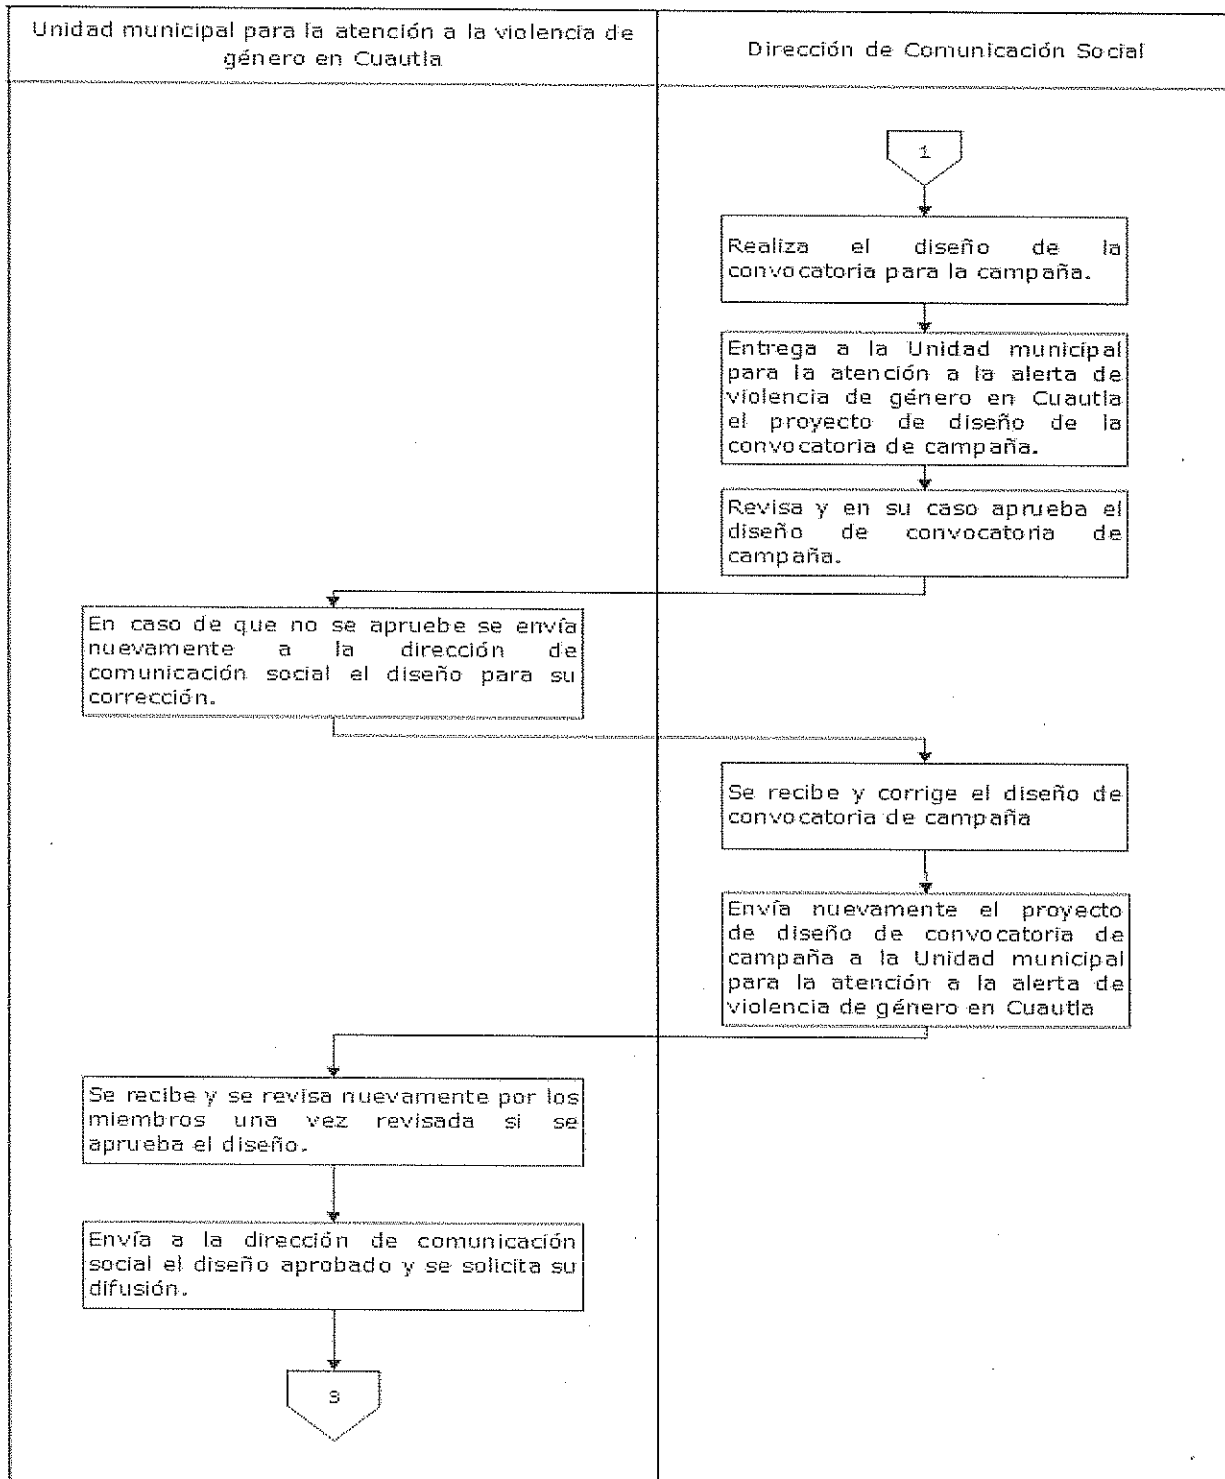 Unidad municipal para la atención a la violencia de
género en Cuautla
Dirección de Comunicación Social
1
Realiza el diseño de la
convocatoria para la campaña.
Entrega a la Unidad municipal
para la atención a la alerta de
violencia de género en Cuautla
el proyecto de diseño de la
convocatoria de campaña.
Revisa y en su caso aprueba el
diseño de convocatoria de
campaña.
En caso de que no se apruebe se envía
nuevamente a la dirección de
comunicación social el diseño para su
corrección.
Se recibe y corrige el diseño de
convocatoria de campaña
Envía nuevamente el proyecto
de diseño de convocatoria de
campaña a la Unidad municipal
para la atención a la alerta de
violencia de género en Cuautla
Se recibe y se revisa nuevamente por los
miembros una vez revisada si se
aprueba el diseño.
Envía a la dirección de comunicación
social el diseño aprobado y se solicita su
difusión.
3